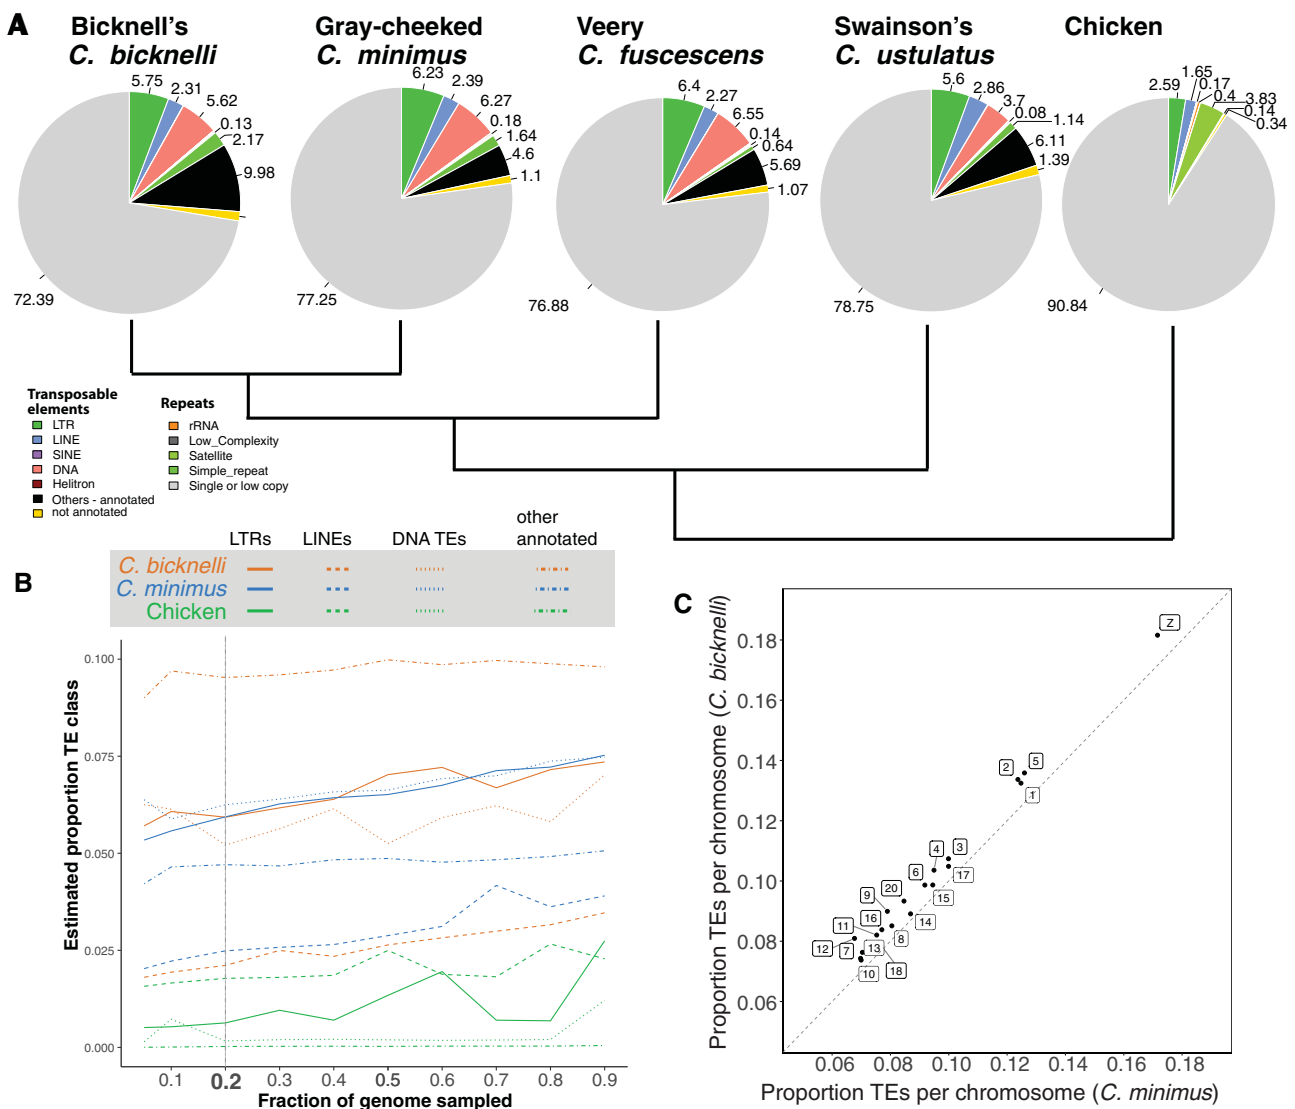 A
Bicknell's
C. bicknelli
Gray-cheeked
C. minimus
Veery
C. fuscescens
Swainson's
C. ustulatus
Chicken
5.75
2.31
5.62
0.13
2.17
9.98
72.39
6.23
2.39
6.27
0.18
1.64
4.6
1.1
77.25
6.4
2.27
6.55
0.14
0.64
5.69
1.07
76.88
5.6
2.86
3.7
0.08
1.14
6.11
1.39
78.75
2.59
1.65
0.17
0.4
3.83
0.14
0.34
90.84
Transposable
elements
LTR
LINE
SINE
DNA
Helitron
Others - annotated
not annotated
Repeats
rRNA
Low_Complexity
Satellite
Simple_repeat
Single or low copy
B
LTRs
LINEs
DNA TEs
other
annotated
C. bicknelli
C. minimus
Chicken
Estimated proportion TE class
0.100
0.075
0.050
0.025
0.000
0.1
0.2
0.3
0.4
0.5
0.6
0.7
0.8
0.9
Fraction of genome sampled
C
Proportion TEs per chromosome (C. bicknelli)
0.18
0.16
0.14
0.12
0.10
0.08
0.06
Z
2
5
1
4
3
6
17
20
15
9
16
14
11
8
12
7
13
18
10
0.06
0.08
0.10
0.12
0.14
0.16
0.18
Proportion TEs per chromosome (C. minimus)